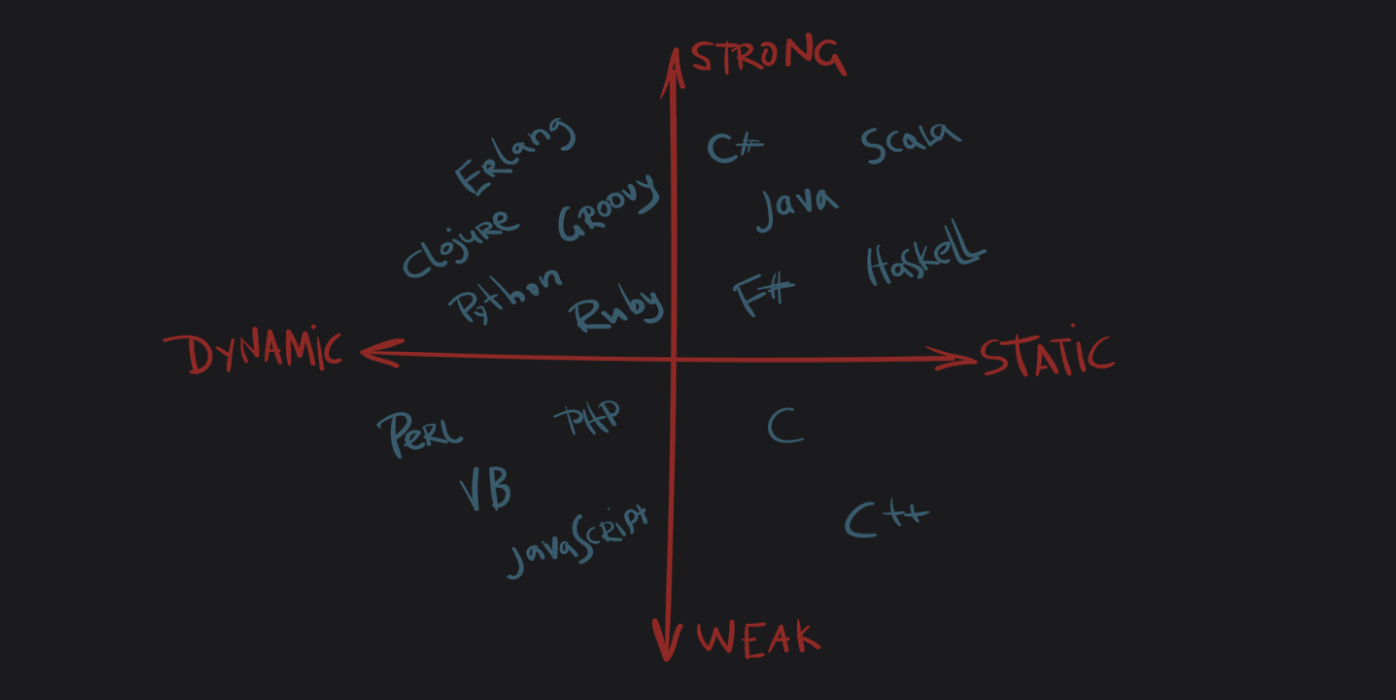 STRONG
Erlang
C#
Scala
Groovy
Java
Clojure
Haskell
Python
Ruby
F#
DYNAMiC
STATiC
PERL
PHP
C
VB
JavaScript
C++
WEAK